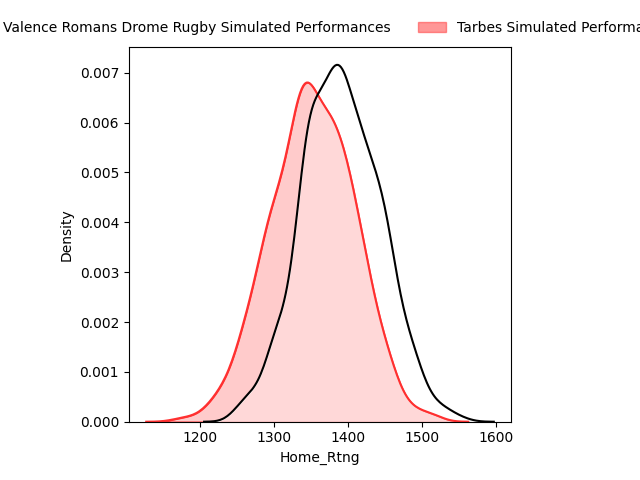 Valence Romans Drome Rugby Simulated Performances
Tarbes Simulated Performa
0.007
0.006
0.005
0.004
0.003
0.002
0.001
0.000
Density
1200 1300 1400 1500 1600
Home_Rtng